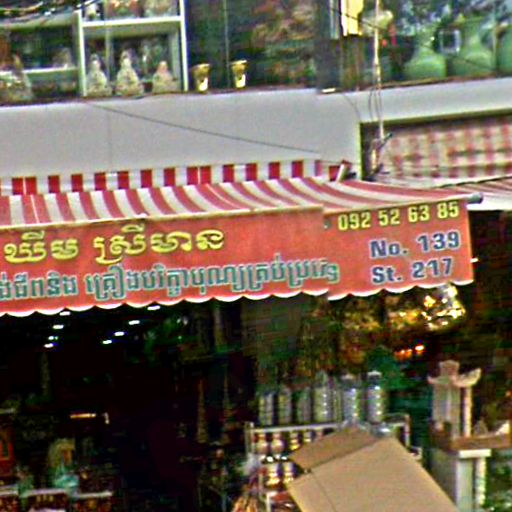 ឃឹម ស្រីមាន
092 52 63 85
គ្រឿងបរិក្ខាបុណ្យគ្រប់ប្រភេទ
No. 139
St. 217